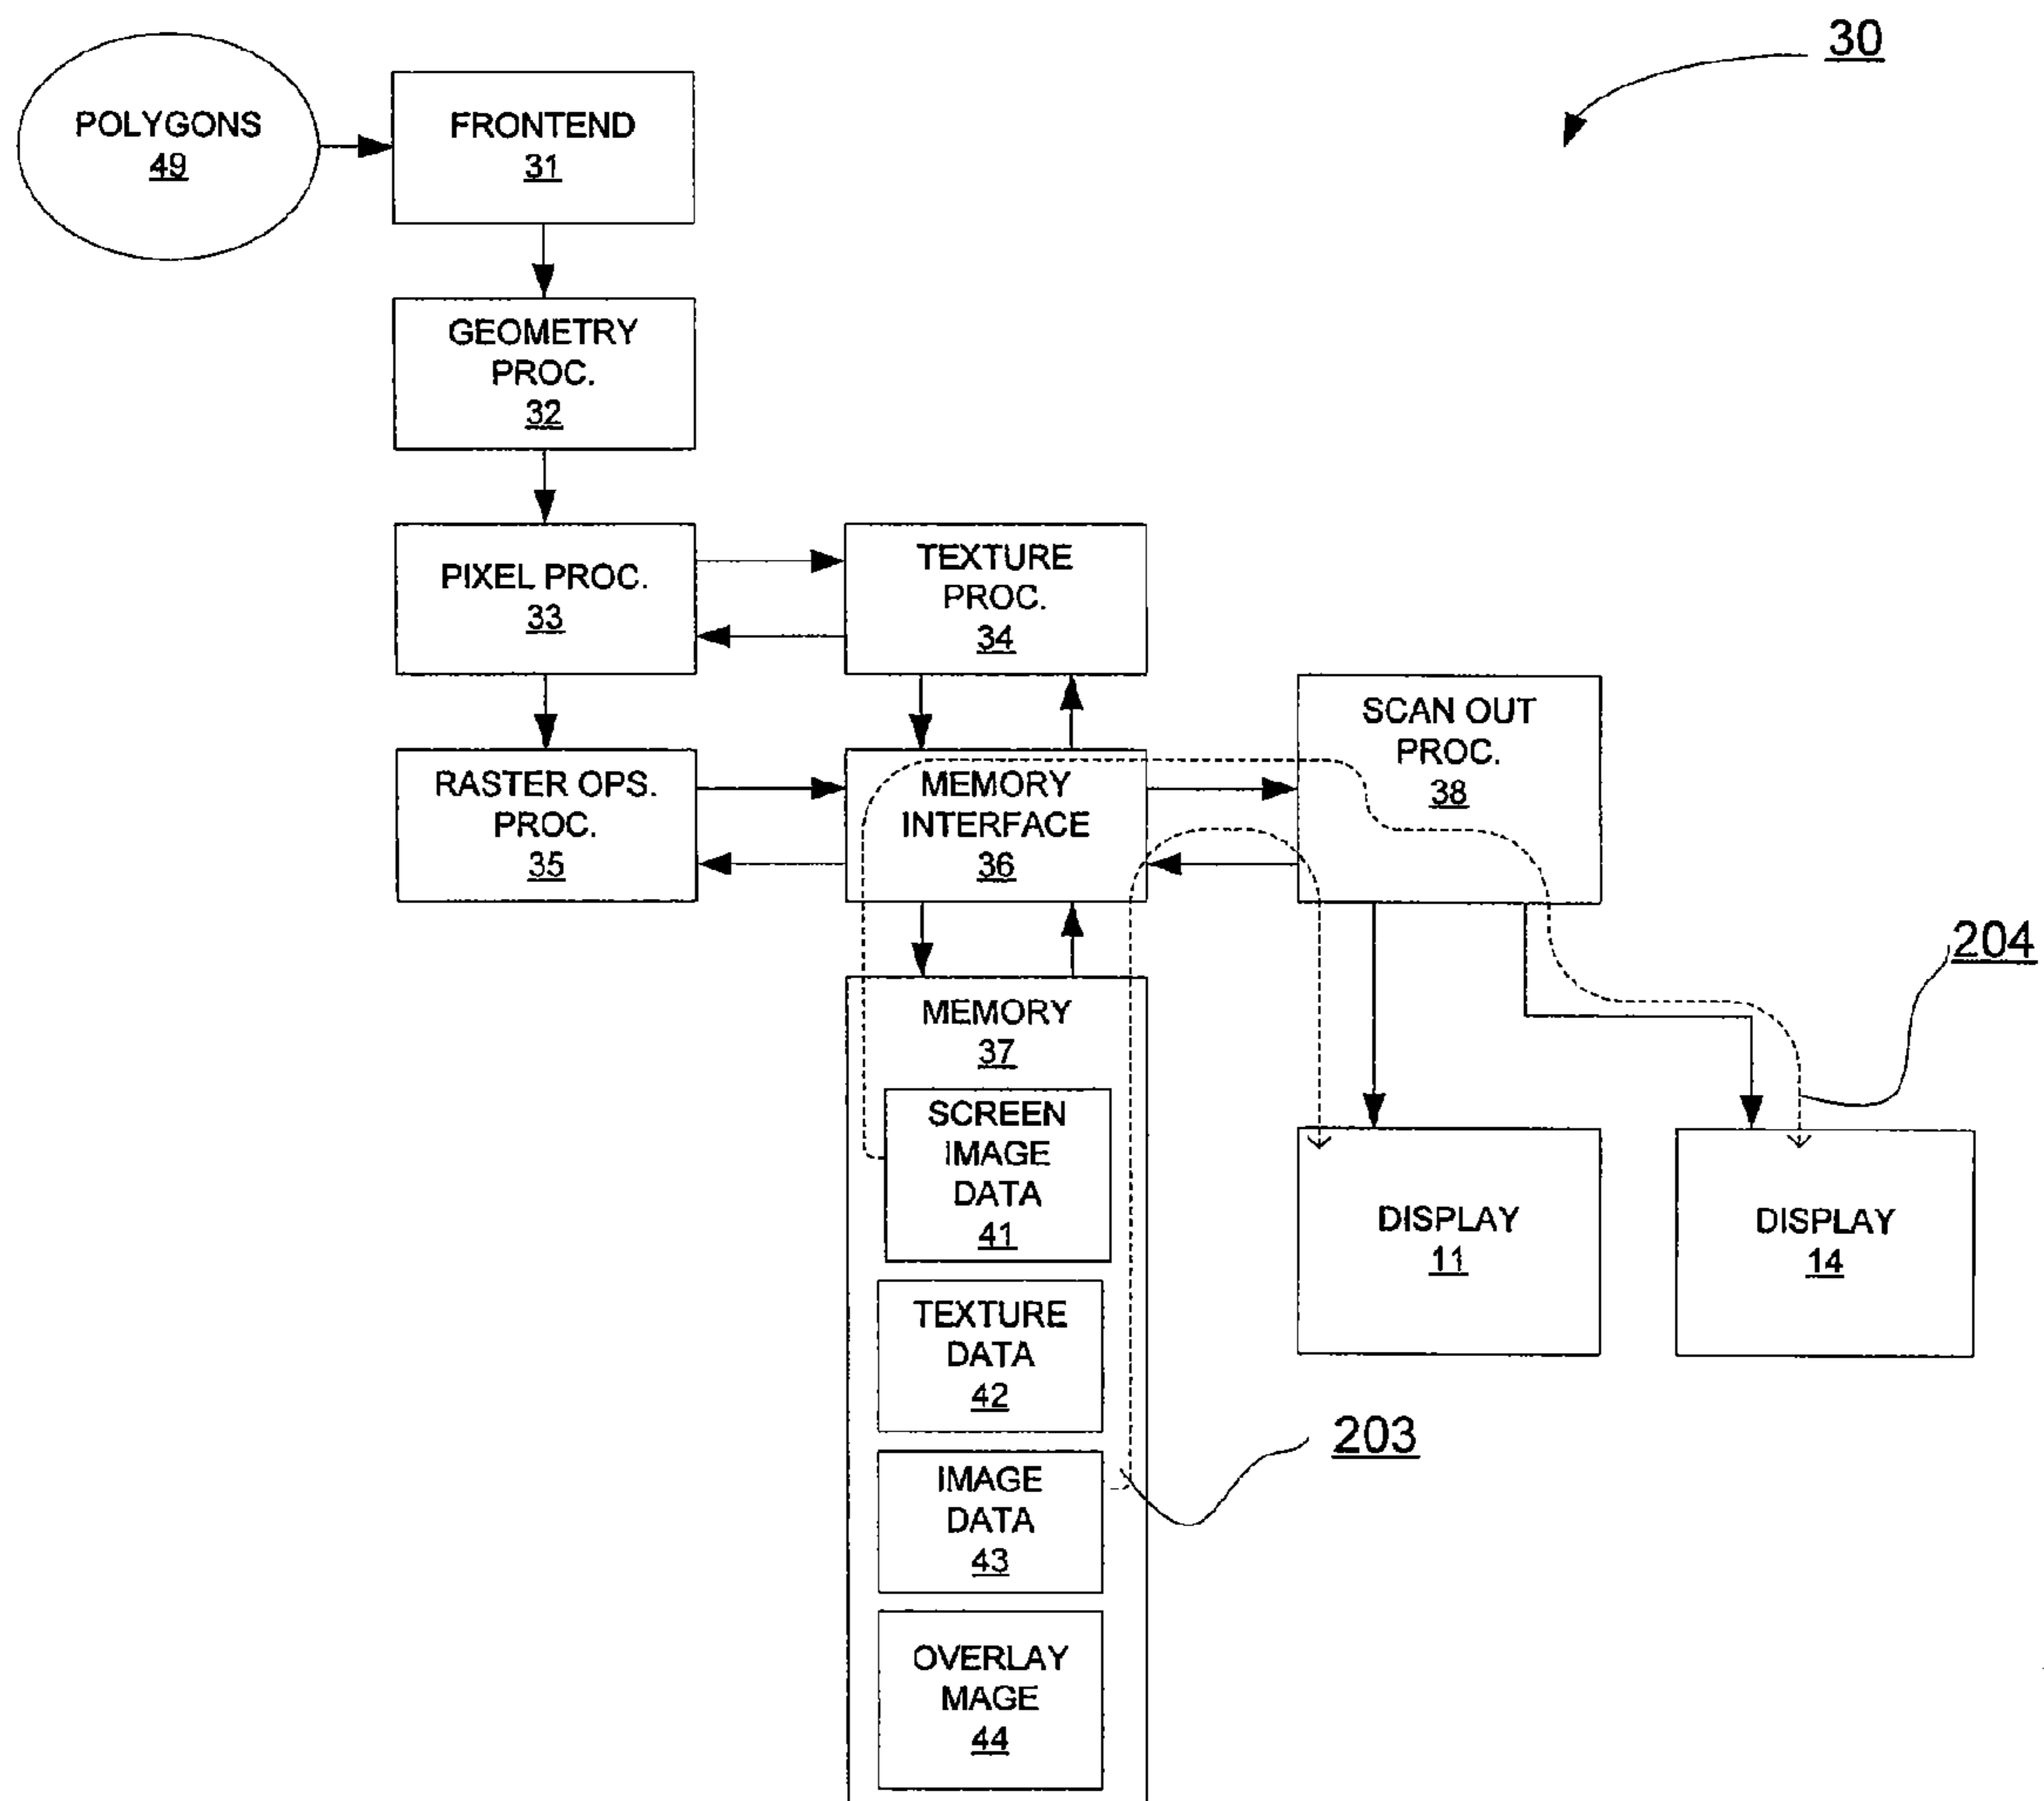 30
POLYGONS
49
FRONTEND
31
GEOMETRY
PROC.
32
PIXEL PROC.
33
TEXTURE
PROC.
34
SCAN OUT
PROC.
38
RASTER OPS.
PROC.
35
MEMORY
INTERFACE
36
204
MEMORY
37
SCREEN
IMAGE
DATA
41
DISPLAY
11
DISPLAY
14
TEXTURE
DATA
42
203
IMAGE
DATA
43
OVERLAY
MAGE
44